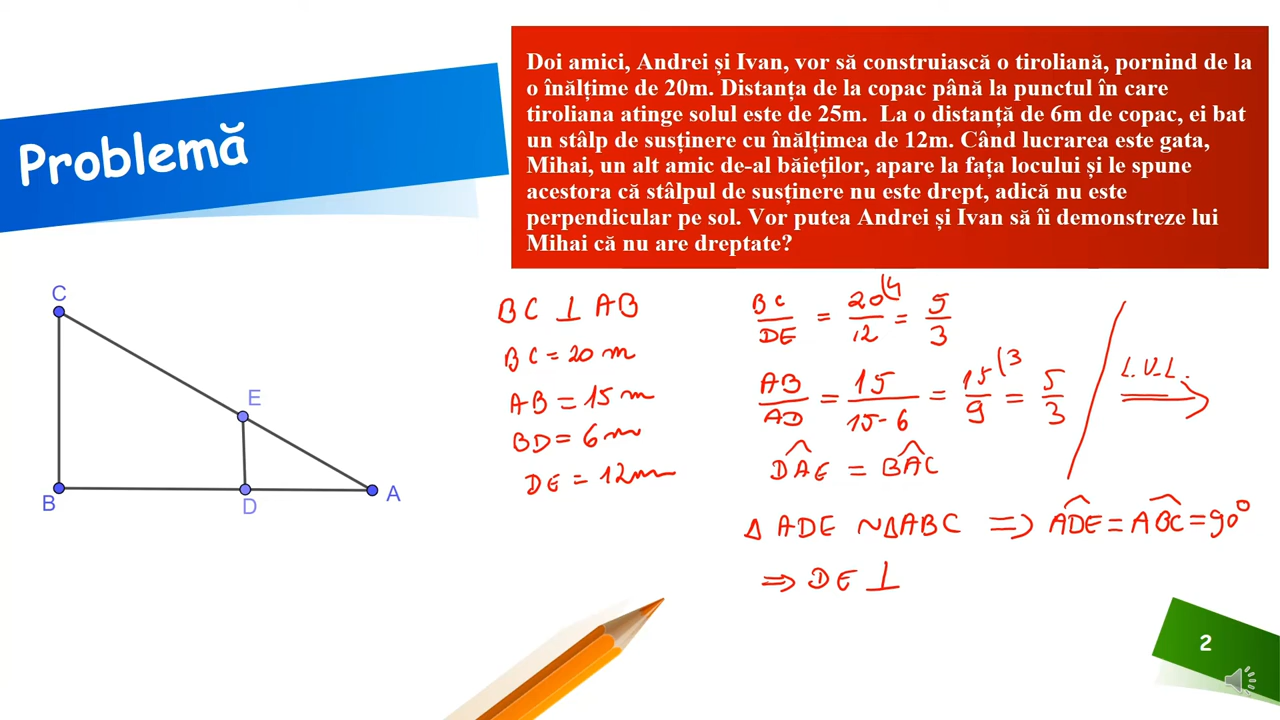 Problemă
Doi amici, Andrei și Ivan, vor să construiască o tiroliană, pornind de la
o înălțime de 20m. Distanța de la copac până la punctul în care
tiroliana atinge solul este de 25m. La o distanță de 6m de copac, ei bat
un stâlp de susținere cu înălțimea de 12m. Când lucrarea este gata,
Mihai, un alt amic de-al băieților, apare la fața locului și le spune
acestora că stâlpul de susținere nu este drept, adică nu este
perpendicular pe sol. Vor putea Andrei și Ivan să îi demonstreze lui
Mihai că nu are dreptate?
C
E
B
D
A
BC ⊥ AB
BC = 20 m
AB = 15 m
BD = 6 m
DE = 12 m
BC/DE = 20/12 (4 = 5/3
AB/AD = 15/15-6 = 15/9 (3 = 5/3
L.U.L. ⇒
DAE = BAC
Δ ADE ~ Δ ABC ⇒ ADE = ABC = 90°
⇒ DE ⊥
2